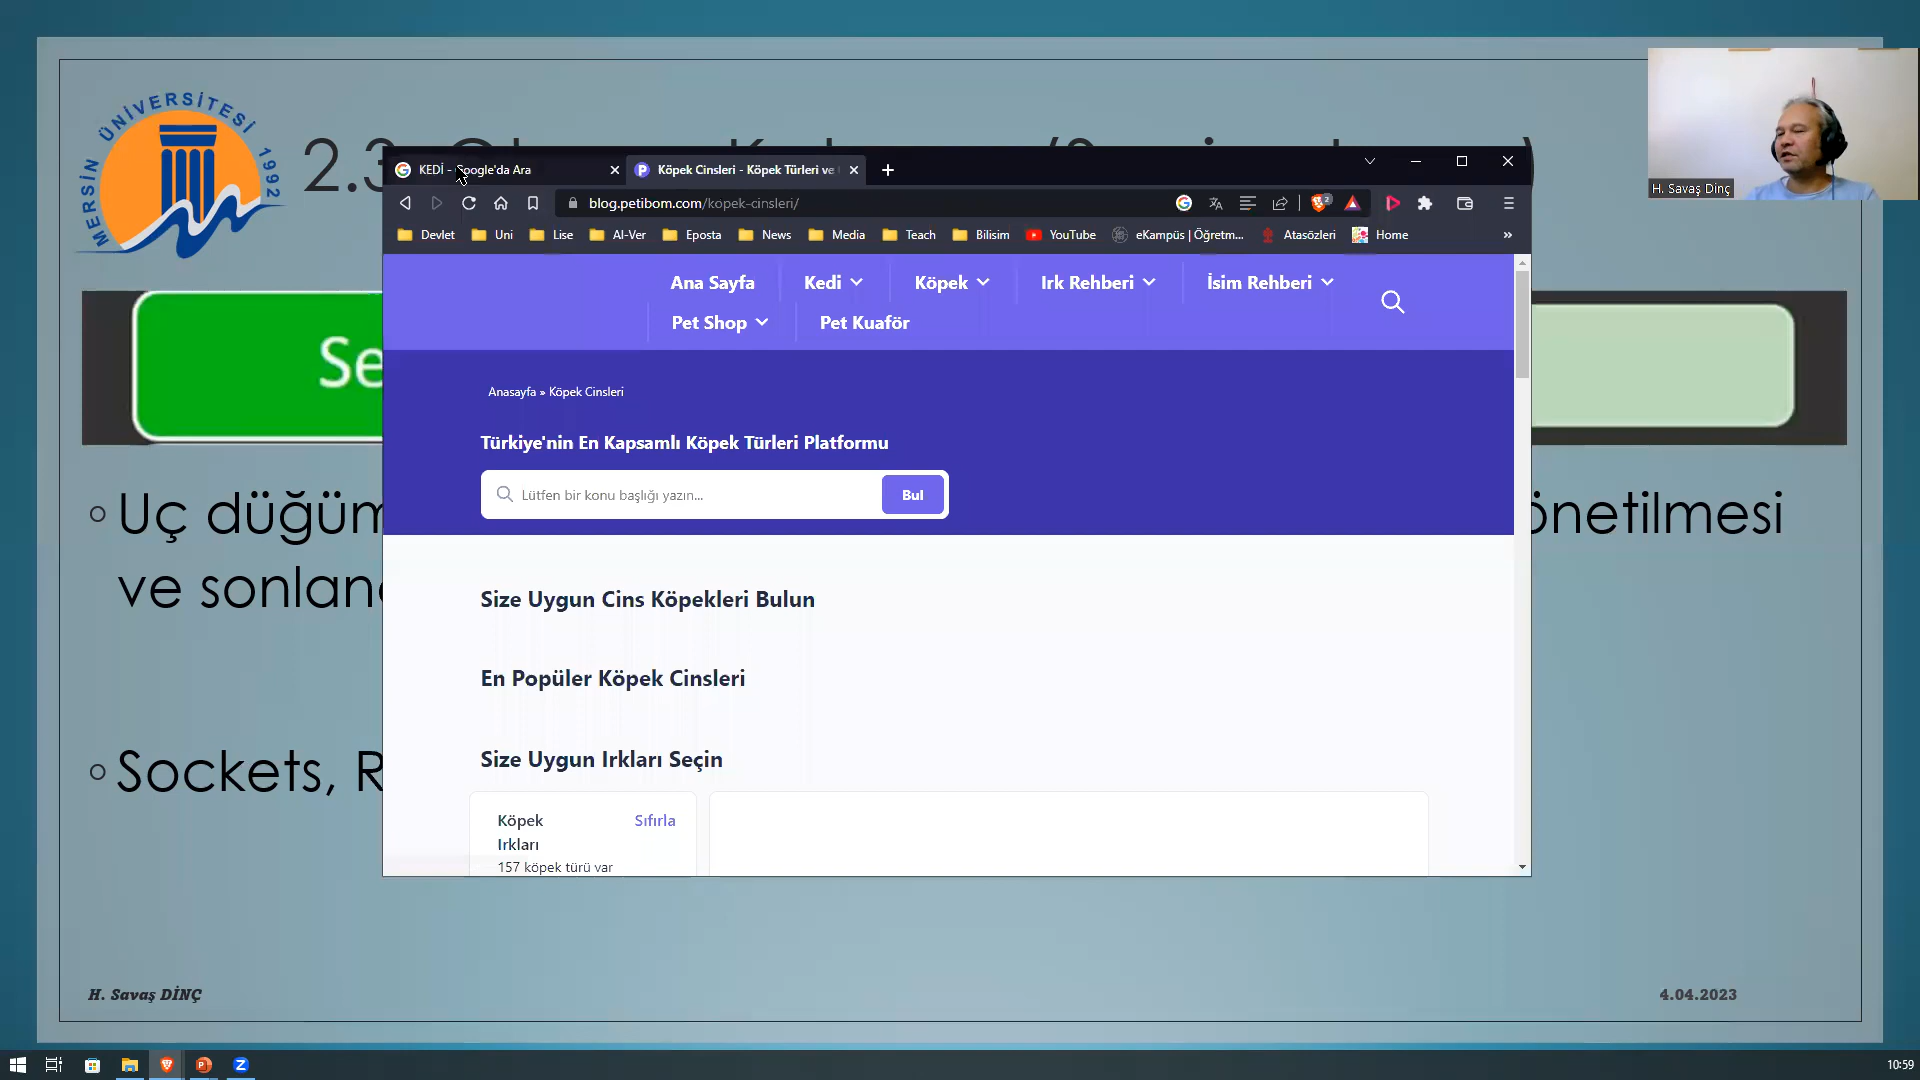 MERSİN ÜNİVERSİTESİ 1992
2.3
H. Savaş Dinç
KEDİ - Google'da Ara
Köpek Cinsleri - Köpek Türleri ve
blog.petibom.com/kopek-cinsleri/
2
Devlet
Uni
Lise
AI-Ver
Eposta
News
Media
Teach
Bilisim
YouTube
eKampüs | Öğretm...
Atasözleri
Home
»
Ana Sayfa
Kedi
Köpek
Irk Rehberi
İsim Rehberi
Pet Shop
Pet Kuaför
Anasayfa » Köpek Cinsleri
Türkiye'nin En Kapsamlı Köpek Türleri Platformu
Lütfen bir konu başlığı yazın...
Bul
Size Uygun Cins Köpekleri Bulun
En Popüler Köpek Cinsleri
Size Uygun Irkları Seçin
Köpek
Irkları
Sıfırla
157 köpek türü var
Se
Uç düğüm
önetilmesi
ve sonlan
Sockets, R
H. Savaş DİNÇ
4.04.2023
10:59